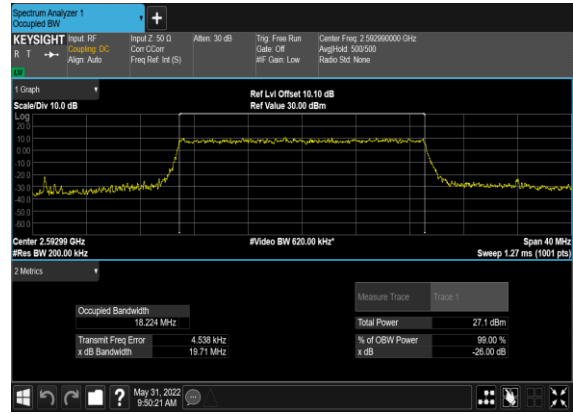 Spectrum Analyzer 1
Occupied BW
KEYSIGHT Input: RF
R T Coupling: DC
Align: Auto
Input Z: 50 Ω
Corr CCorr
Freq Ref: Int (S)
Atten: 30 dB
Trig: Free Run
Gate: Off
#IF Gain: Low
Center Freq: 2.592990000 GHz
Avg|Hold: 500/500
Radio Std: None
1 Graph
Scale/Div 10.0 dB
Ref Lvl Offset 10.10 dB
Ref Value 30.00 dBm
Log
20.0
10.0
0.00
-10.0
-20.0
-30.0
-40.0
-50.0
-60.0
Center 2.59299 GHz
#Res BW 200.00 kHz
#Video BW 620.00 kHz*
Span 40 MHz
Sweep 1.27 ms (1001 pts)
2 Metrics
Measure Trace Trace 1
Occupied Bandwidth
18.224 MHz
Total Power 27.1 dBm
Transmit Freq Error 4.538 kHz
% of OBW Power 99.00 %
x dB Bandwidth 19.71 MHz
x dB -26.00 dB
?
May 31, 2022
9:50:21 AM